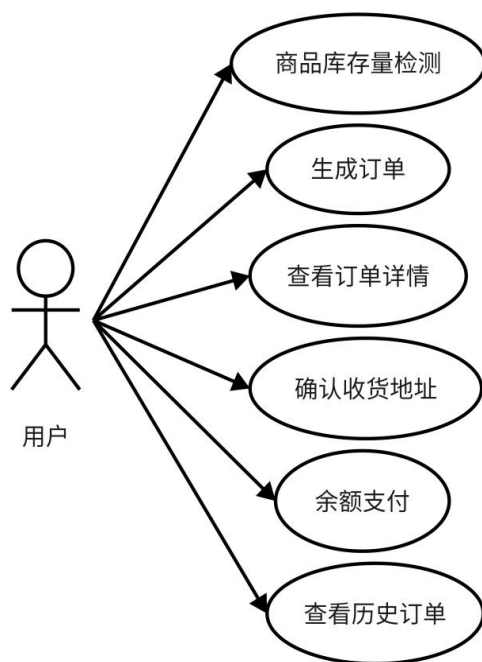 商品库存量检测
生成订单
查看订单详情
确认收货地址
用户
余额支付
查看历史订单